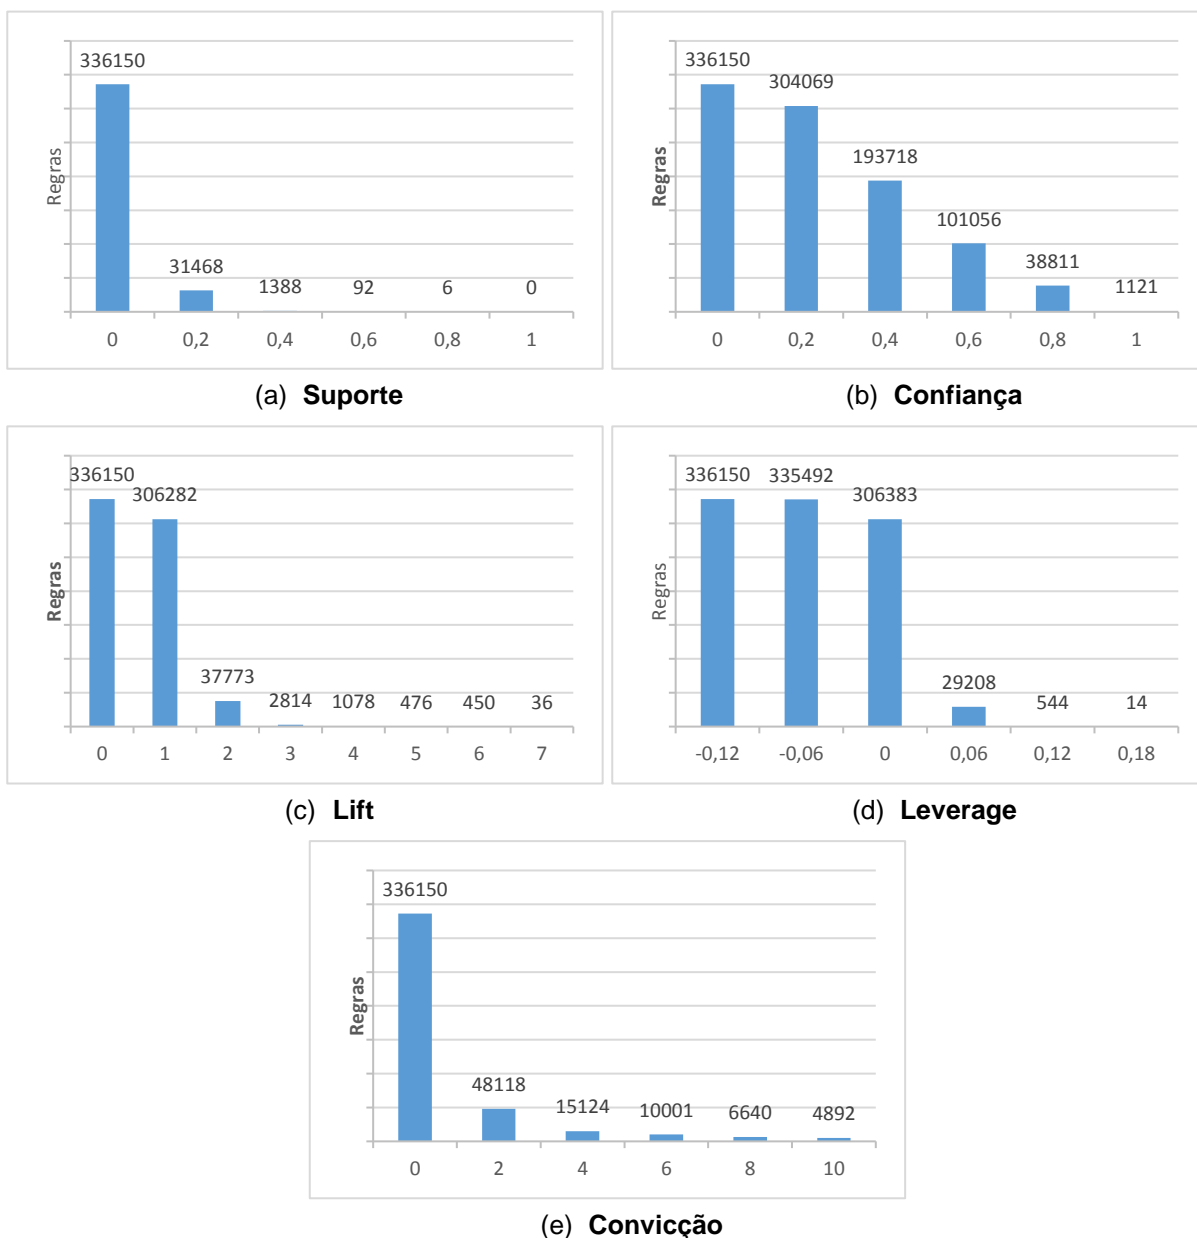 336150
31468
1388
92
6
0
Regras
0 0,2 0,4 0,6 0,8 1
(a) Suporte
336150
304069
193718
101056
38811
1121
Regras
0 0,2 0,4 0,6 0,8 1
(b) Confiança
336150
306282
37773
2814
1078
476
450
36
Regras
0 1 2 3 4 5 6 7
(c) Lift
336150
335492
306383
29208
544
14
Regras
-0,12 -0,06 0 0,06 0,12 0,18
(d) Leverage
336150
48118
15124
10001
6640
4892
Regras
0 2 4 6 8 10
(e) Convicção